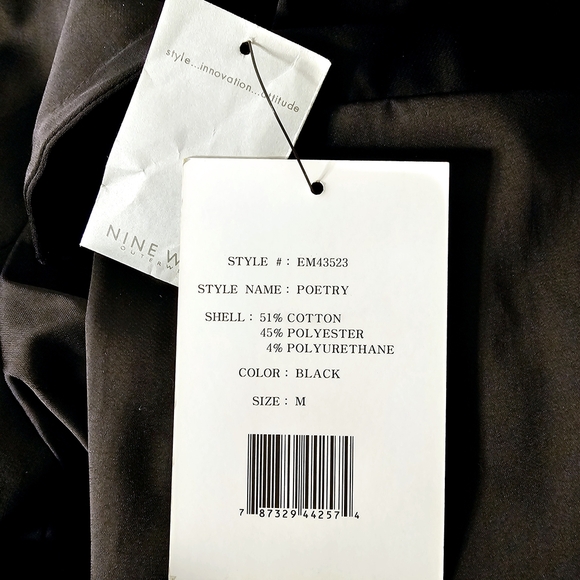 style...innovation...attitude
NINE W
OUTERW
STYLE #: EM43523
STYLE NAME: POETRY
SHELL: 51% COTTON
45% POLYESTER
4% POLYURETHANE
COLOR: BLACK
SIZE: M
7 87329 44257 4